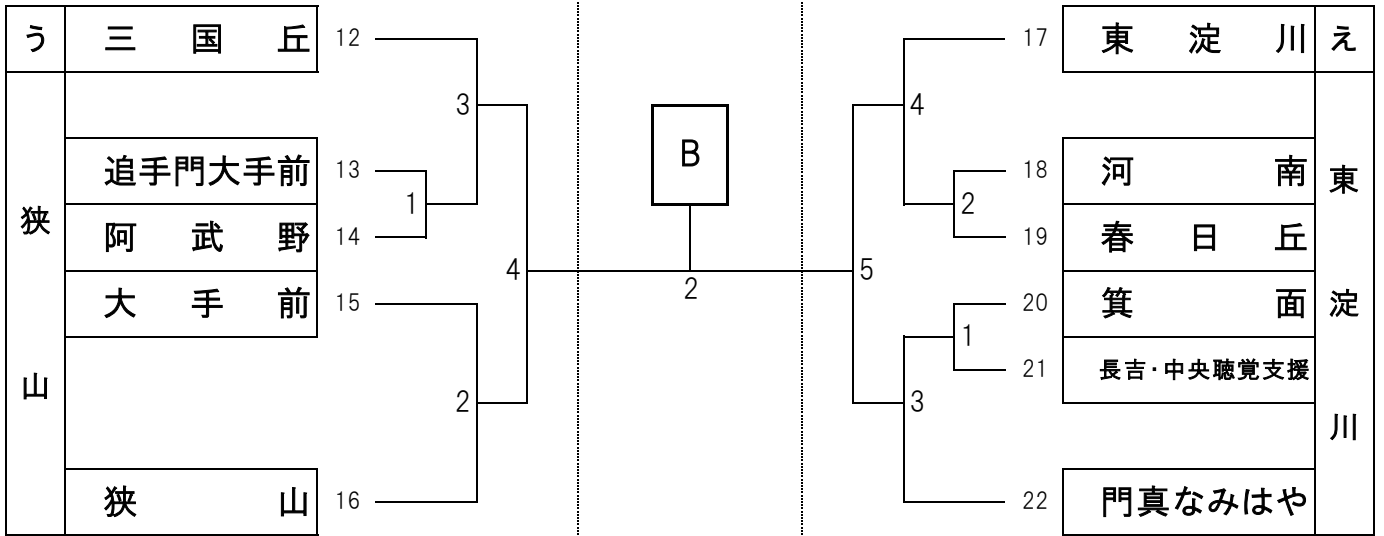 う 三国丘 12
狭山
3
追手門大手前 13
1
阿武野 14
4
大手前 15
2
狭山 16
B
2
17 東淀川 え
東淀川
4
18 河南
2
19 春日丘
5
20 箕面
1
21 長吉・中央聴覚支援
3
22 門真なみはや